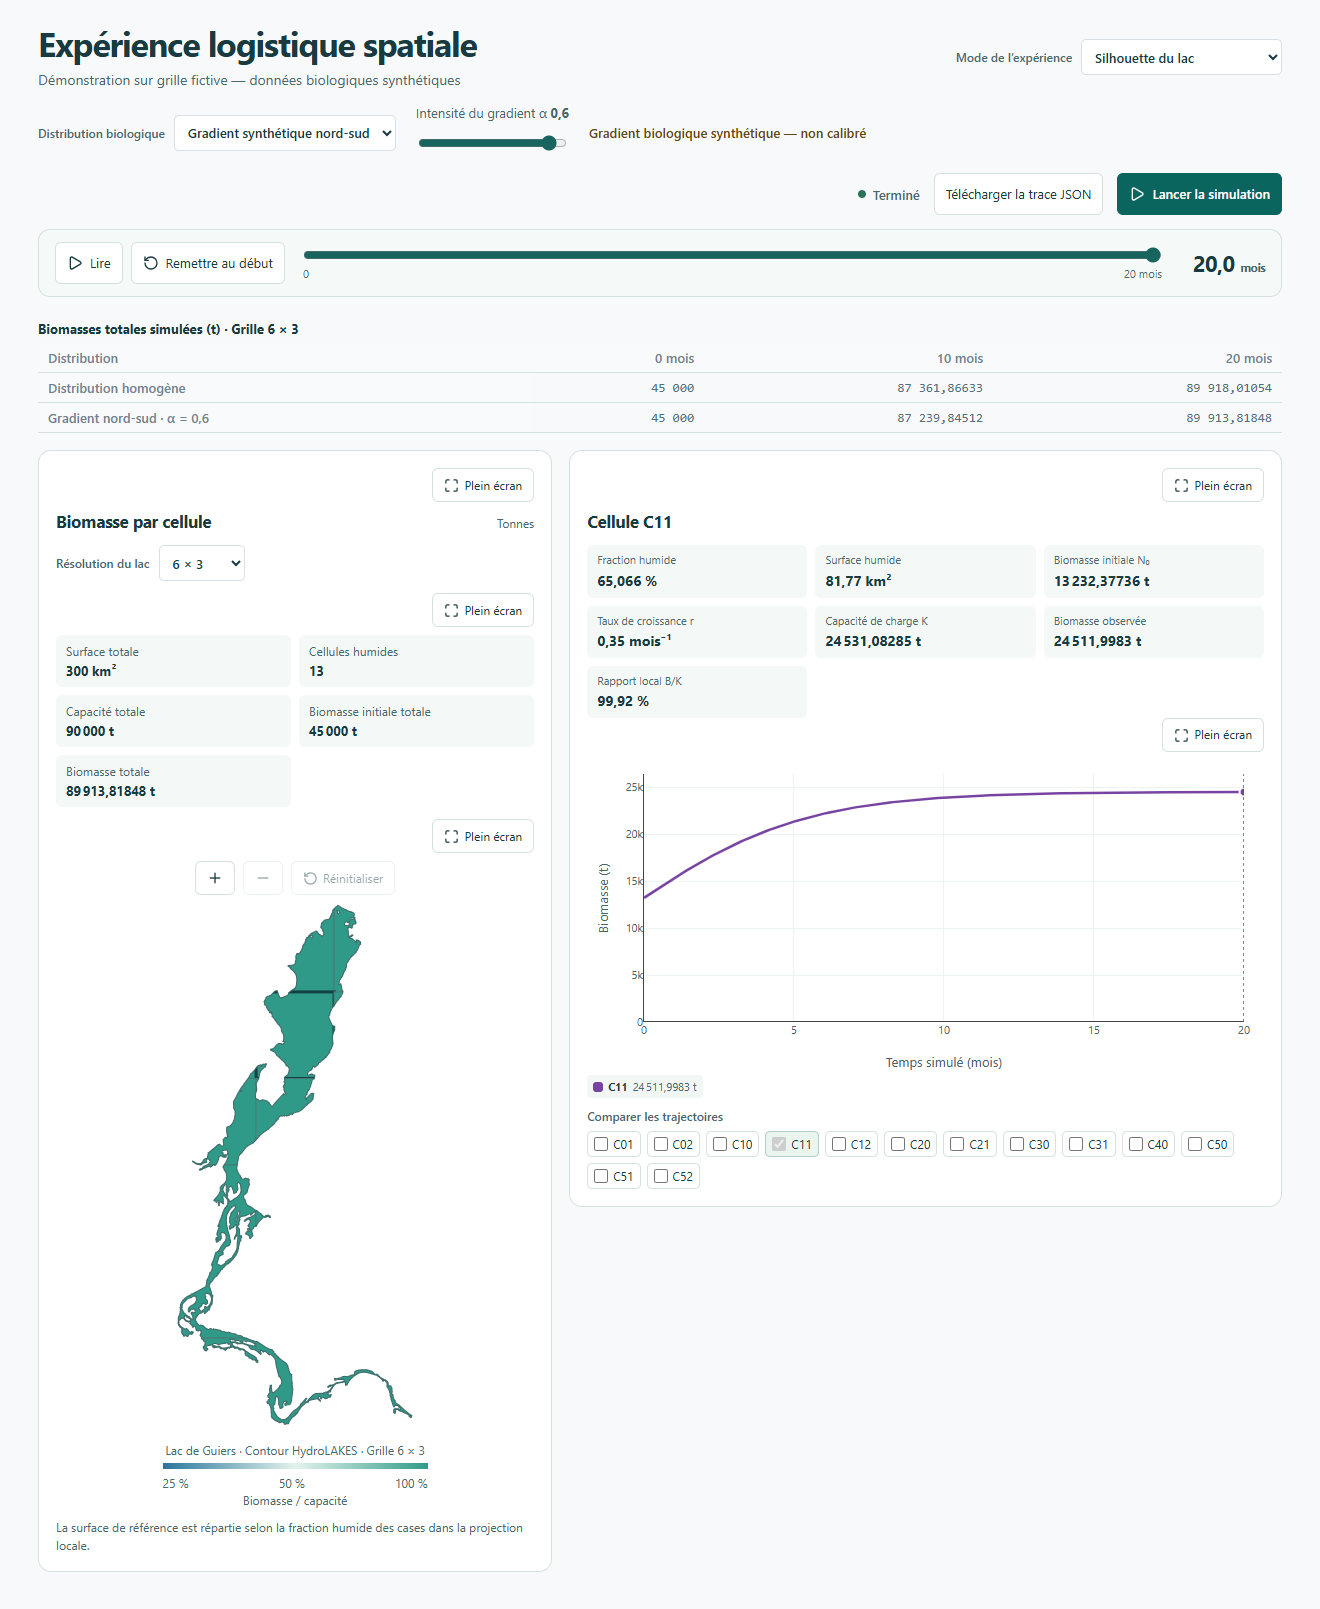 Expérience logistique spatiale
Démonstration sur grille fictive — données biologiques synthétiques
Mode de l'expérience
Silhouette du lac
Distribution biologique
Gradient synthétique nord-sud
Intensité du gradient α 0,6
Gradient biologique synthétique — non calibré
Terminé
Télécharger la trace JSON
Lancer la simulation
Lire
Remettre au début
0
20 mois
20,0 mois
Biomasses totales simulées (t) · Grille 6 × 3
Distribution 0 mois 10 mois 20 mois
Distribution homogène 45 000 87 361,86633 89 918,01054
Gradient nord-sud · α = 0,6 45 000 87 239,84512 89 913,81848
Plein écran
Biomasse par cellule
Tonnes
Résolution du lac
6 × 3
Plein écran
Surface totale
300 km²
Cellules humides
13
Capacité totale
90 000 t
Biomasse initiale totale
45 000 t
Biomasse totale
89 913,81848 t
Plein écran
+
−
Réinitialiser
Lac de Guiers · Contour HydroLAKES · Grille 6 × 3
25 % 50 % 100 %
Biomasse / capacité
La surface de référence est répartie selon la fraction humide des cases dans la projection
locale.
Plein écran
Cellule C11
Fraction humide
65,066 %
Surface humide
81,77 km²
Biomasse initiale N₀
13 232,37736 t
Taux de croissance r
0,35 mois⁻¹
Capacité de charge K
24 531,08285 t
Biomasse observée
24 511,9983 t
Rapport local B/K
99,92 %
Plein écran
25k
20k
15k
10k
5k
0
Biomasse (t)
0 5 10 15 20
Temps simulé (mois)
C11 24 511,9983 t
Comparer les trajectoires
C01 C02 C10 C11 C12 C20 C21 C30 C31 C40 C50
C51 C52